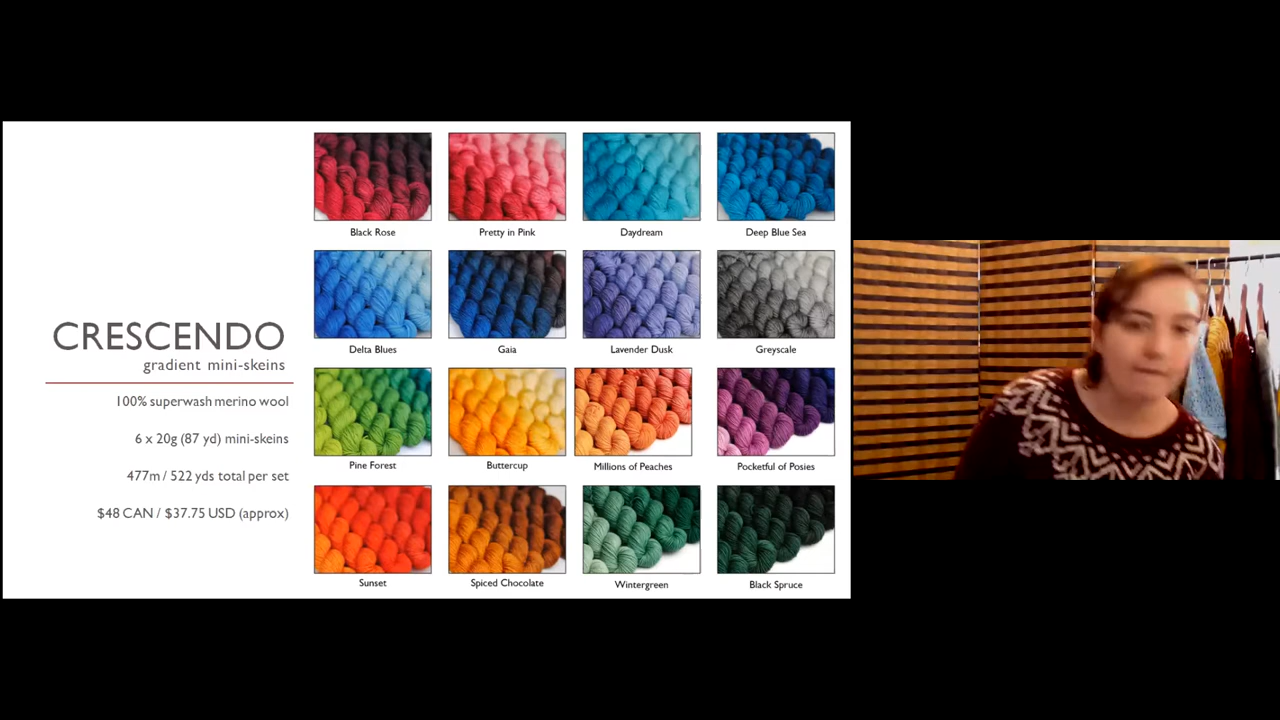 CRESCENDO
gradient mini-skeins
100% superwash merino wool
6 x 20g (87 yd) mini-skeins
477m / 522 yds total per set
$48 CAN / $37.75 USD (approx)
Black Rose
Pretty in Pink
Daydream
Deep Blue Sea
Delta Blues
Gaia
Lavender Dusk
Greyscale
Pine Forest
Buttercup
Millions of Peaches
Pocketful of Posies
Sunset
Spiced Chocolate
Wintergreen
Black Spruce